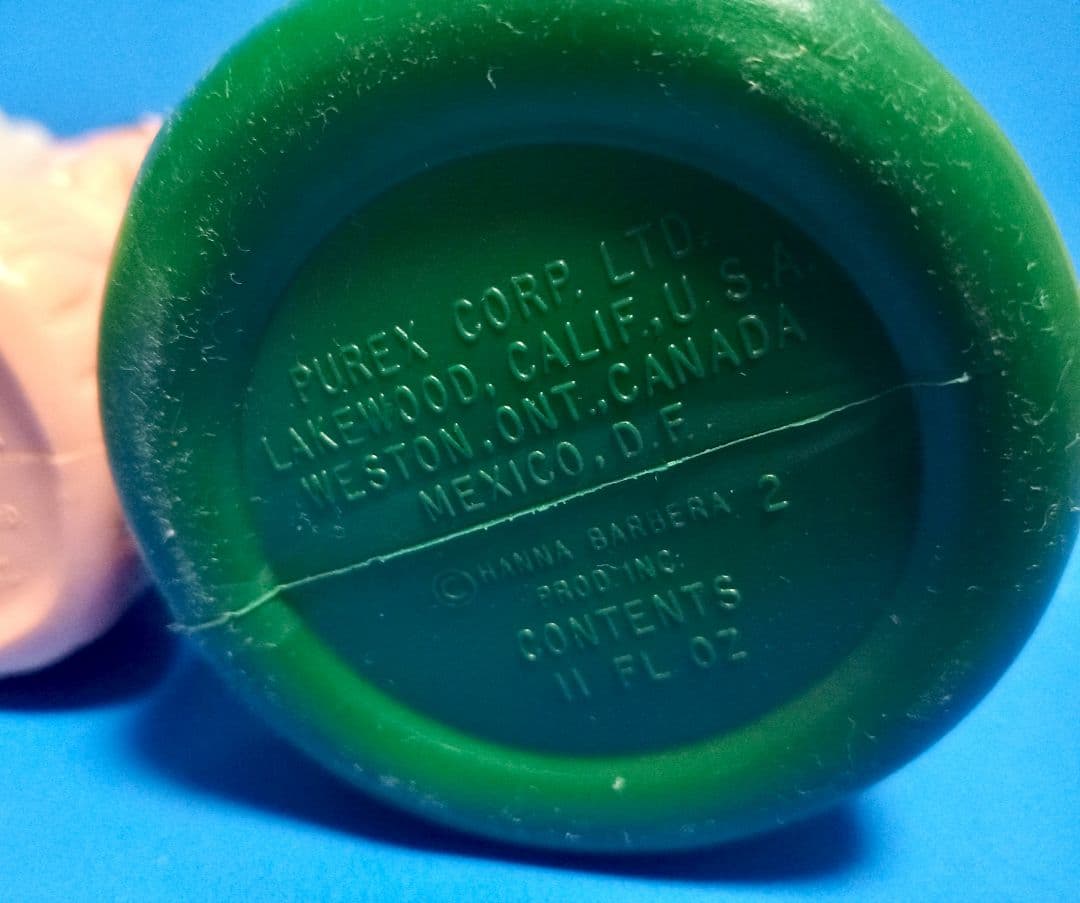 PUREX CORP. LTD.
LAKEWOOD, CALIF., U.S.A.
WESTON, ONT., CANADA
MEXICO, D.F.
© HANNA BARBERA 2
PROD. INC.
CONTENTS
11 FL OZ